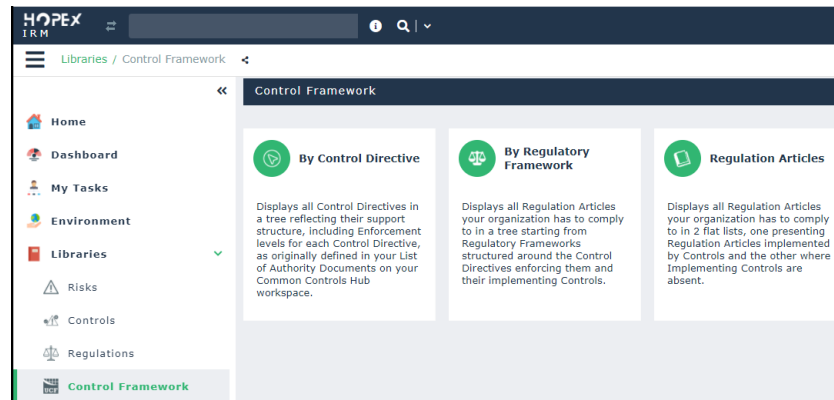 HOPEX
IRM
Libraries / Control Framework
Control Framework
Home
Dashboard
My Tasks
Environment
Libraries
Risks
Controls
Regulations
Control Framework
By Control Directive
Displays all Control Directives in
a tree reflecting their support
structure, including Enforcement
levels for each Control Directive,
as originally defined in your List
of Authority Documents on your
Common Controls Hub
workspace.
By Regulatory
Framework
Displays all Regulation Articles
your organization has to comply
to in a tree starting from
Regulatory Frameworks
structured around the Control
Directives enforcing them and
their implementing Controls.
Regulation Articles
Displays all Regulation Articles
your organization has to comply
to in 2 flat lists, one presenting
Regulation Articles implemented
by Controls and the other where
Implementing Controls are
absent.